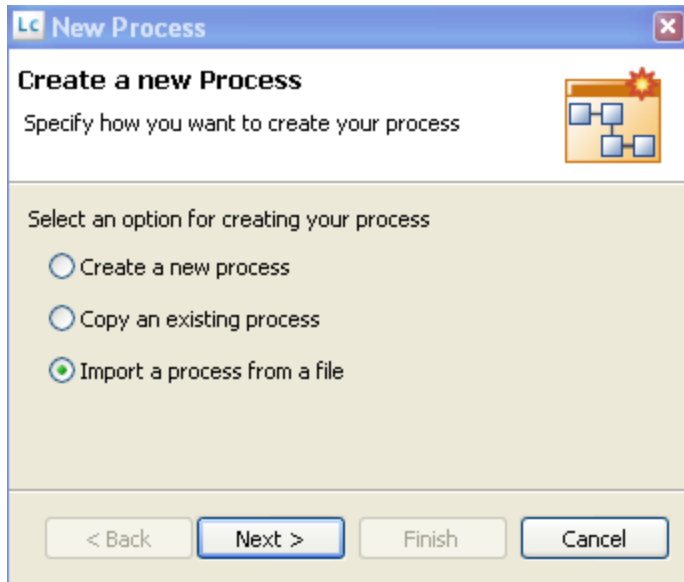 Lc New Process
Create a new Process
Specify how you want to create your process
Select an option for creating your process
Create a new process
Copy an existing process
Import a process from a file
< Back Next > Finish Cancel